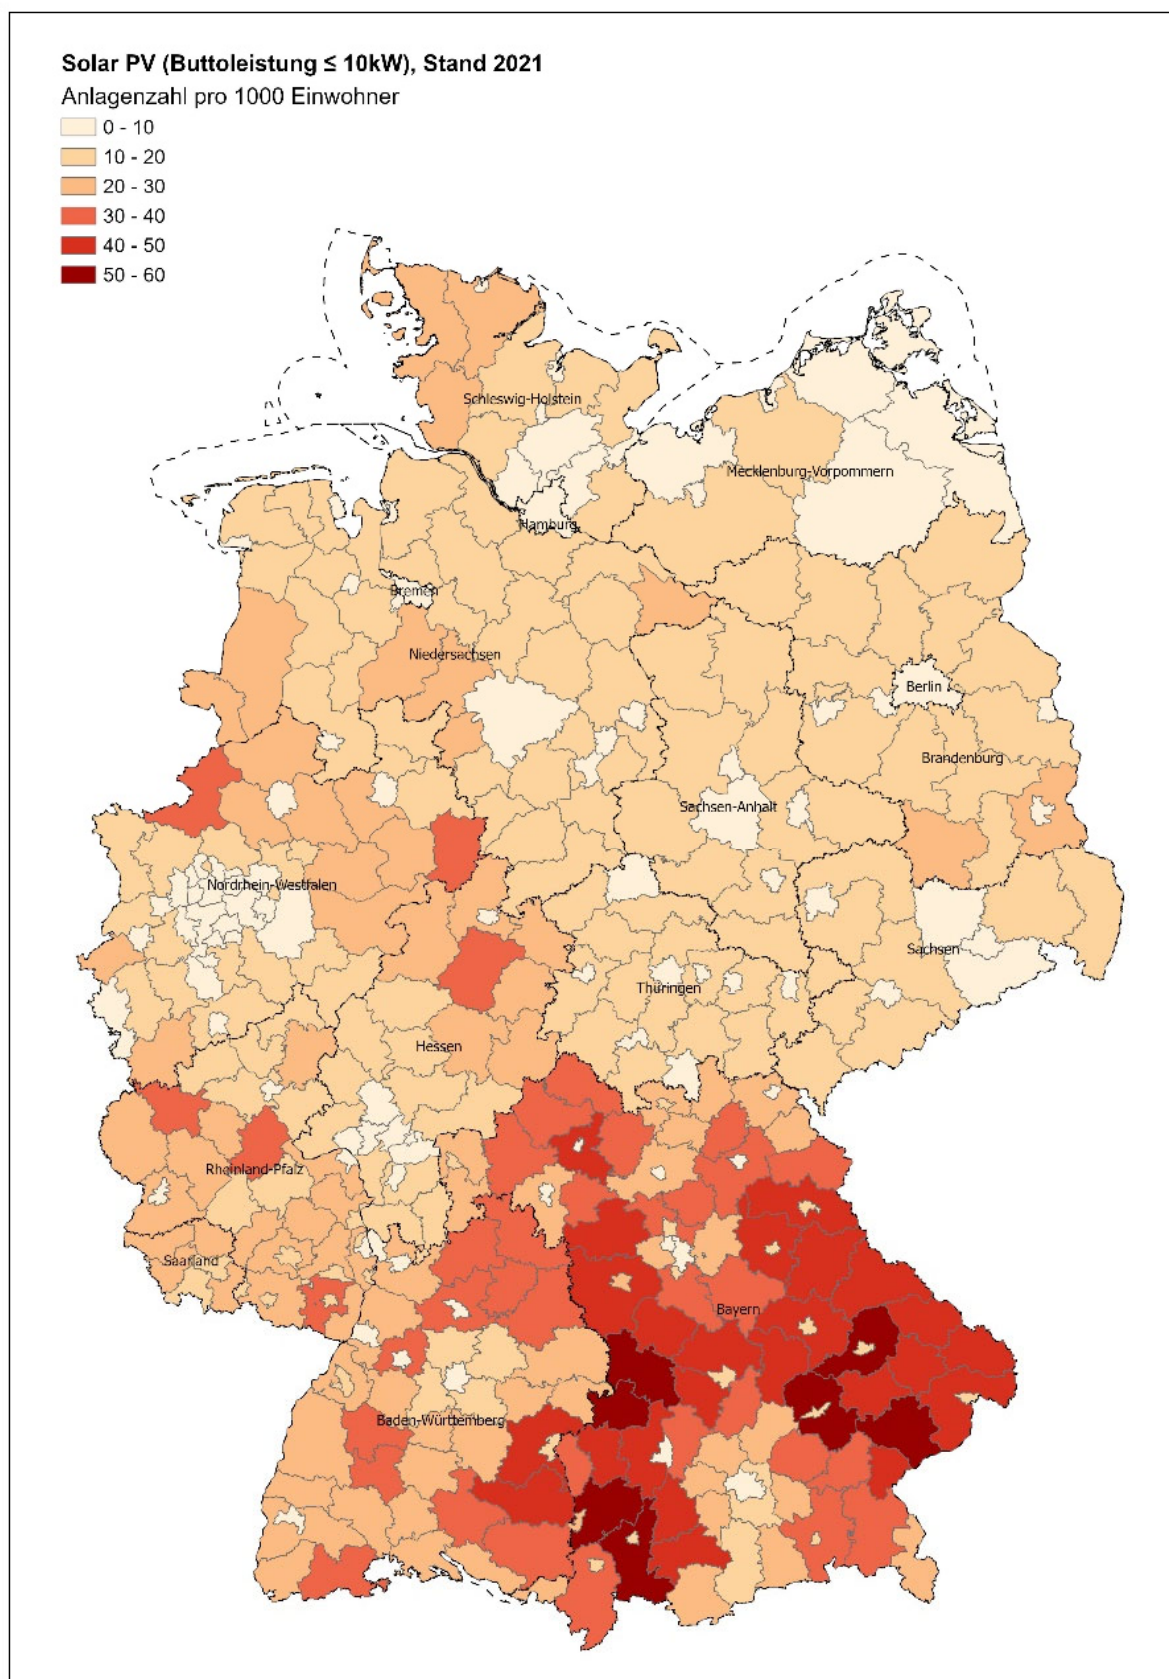 Solar PV (Buttoleistung ≤ 10kW), Stand 2021
Anlagenzahl pro 1000 Einwohner
0 - 10
10 - 20
20 - 30
30 - 40
40 - 50
50 - 60
Schleswig-Holstein
Mecklenburg-Vorpommern
Hamburg
Bremen
Niedersachsen
Berlin
Brandenburg
Sachsen-Anhalt
Nordrhein-Westfalen
Sachsen
Thüringen
Hessen
Rheinland-Pfalz
Saarland
Bayern
Baden-Württemberg